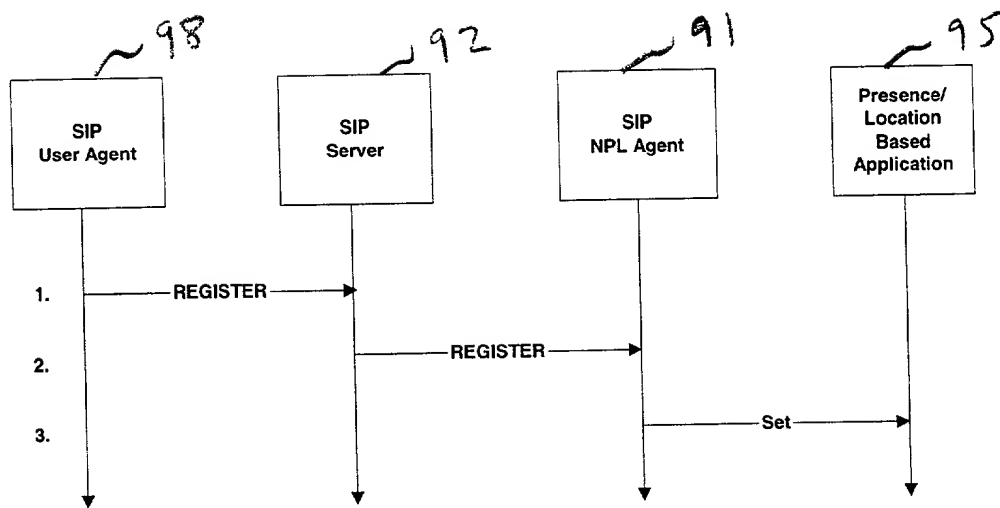 98
92
91
95
SIP
User Agent
SIP
Server
SIP
NPL Agent
Presence/
Location
Based
Application
1.
REGISTER
2.
REGISTER
3.
Set